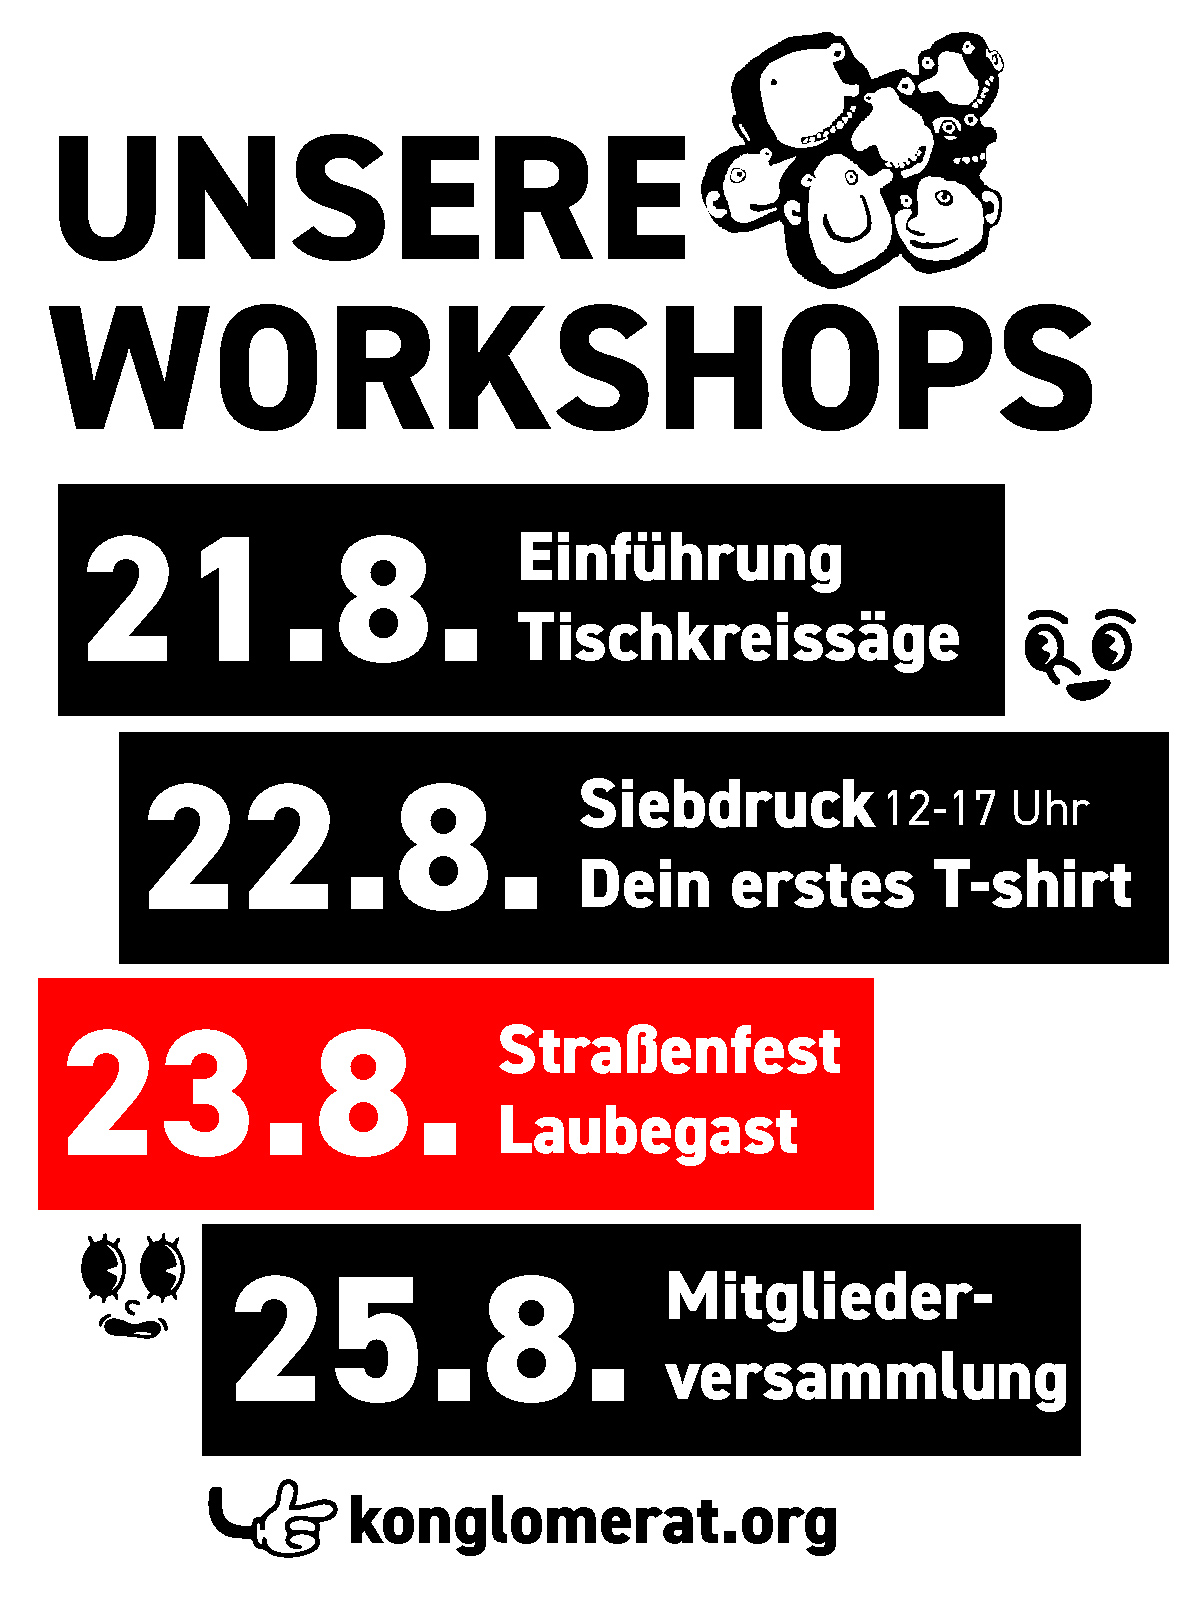 UNSERE
WORKSHOPS
21.8.
Einführung
Tischkreissäge
22.8.
Siebdruck 12-17 Uhr
Dein erstes T-shirt
23.8.
Straßenfest
Laubegast
25.8.
Mitglieder-
versammlung
konglomerat.org